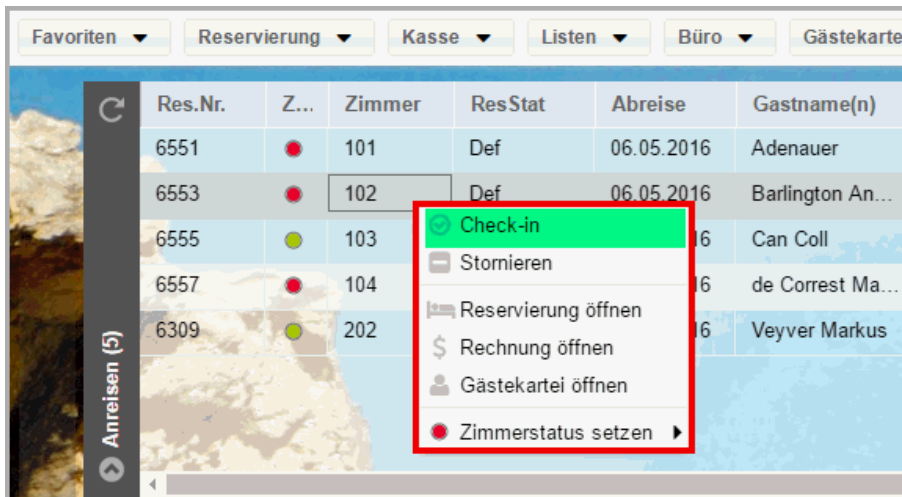 Favoriten Reservierung Kasse Listen Büro Gästekarte
Res.Nr. Z... Zimmer ResStat Abreise Gastname(n)
6551 101 Def 06.05.2016 Adenauer
6553 102 Def 06.05.2016 Barlington An...
6555 103 16 Can Coll
6557 104 16 de Correst Ma...
6309 202 16 Veyver Markus
Check-in
Stornieren
Reservierung öffnen
Rechnung öffnen
Gästekartei öffnen
Zimmerstatus setzen
Anreisen (5)